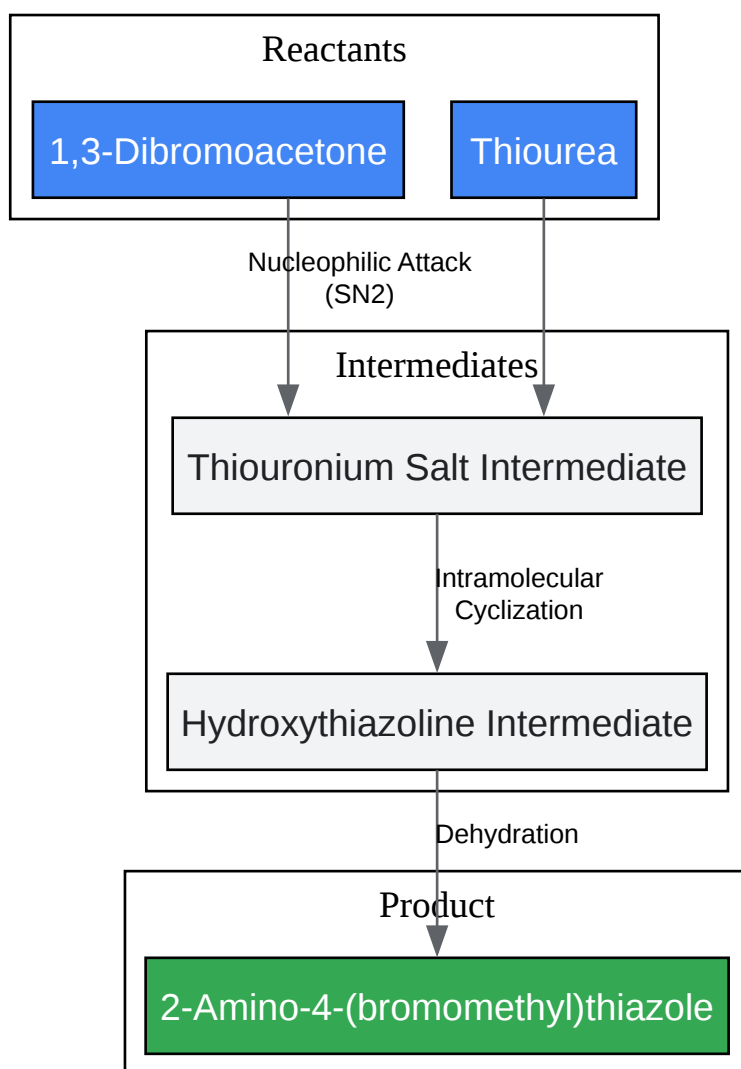 Reactants
1,3-Dibromoacetone
Thiourea
Nucleophilic Attack
(SN2)
Intermediates
Thiouronium Salt Intermediate
Intramolecular
Cyclization
Hydroxythiazoline Intermediate
Dehydration
Product
2-Amino-4-(bromomethyl)thiazole